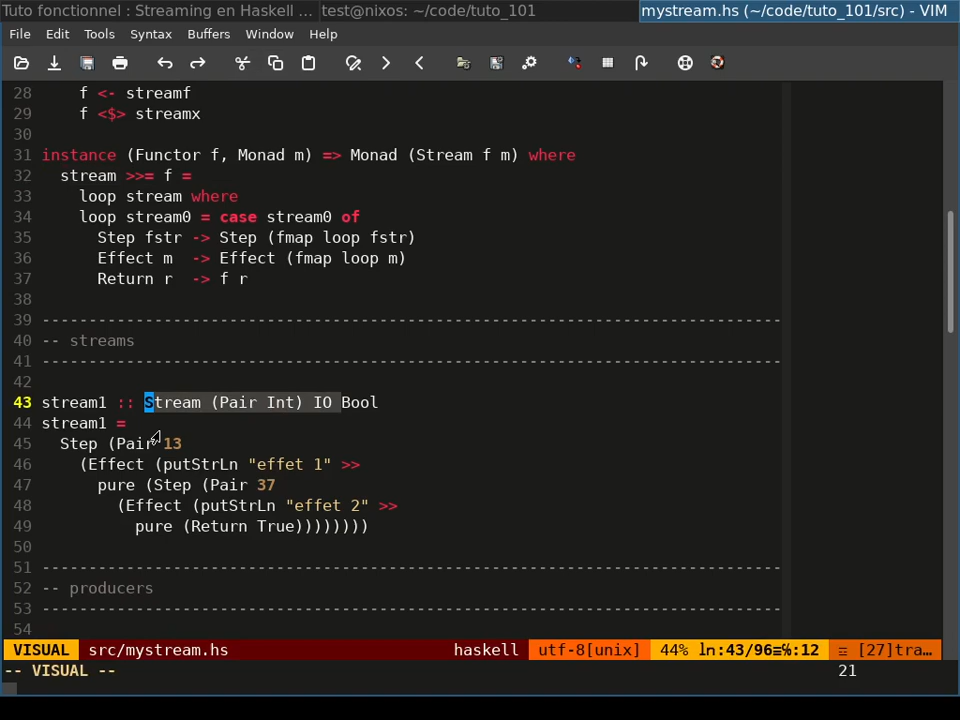 Tuto fonctionnel : Streaming en Haskell ... test@nixos: ~/code/tuto_101 mystream.hs (~/code/tuto_101/src) - VIM
File Edit Tools Syntax Buffers Window Help
28     f <- streamf
29     f <$> streamx
30
31 instance (Functor f, Monad m) => Monad (Stream f m) where
32   stream >>= f =
33     loop stream where
34     loop stream0 = case stream0 of
35       Step fstr -> Step (fmap loop fstr)
36       Effect m  -> Effect (fmap loop m)
37       Return r  -> f r
38
39 -------------------------------------------------------------------------------
40 -- streams
41 -------------------------------------------------------------------------------
42
43 stream1 :: Stream (Pair Int) IO Bool
44 stream1 =
45   Step (Pair 13
46     (Effect (putStrLn "effet 1" >>
47       pure (Step (Pair 37
48         (Effect (putStrLn "effet 2" >>
49           pure (Return True))))))))
50
51 -------------------------------------------------------------------------------
52 -- producers
53 -------------------------------------------------------------------------------
54
VISUAL src/mystream.hs haskell utf-8[unix] 44% ln:43/96≡℅:12 ☲ [27]tra…
-- VISUAL -- 21